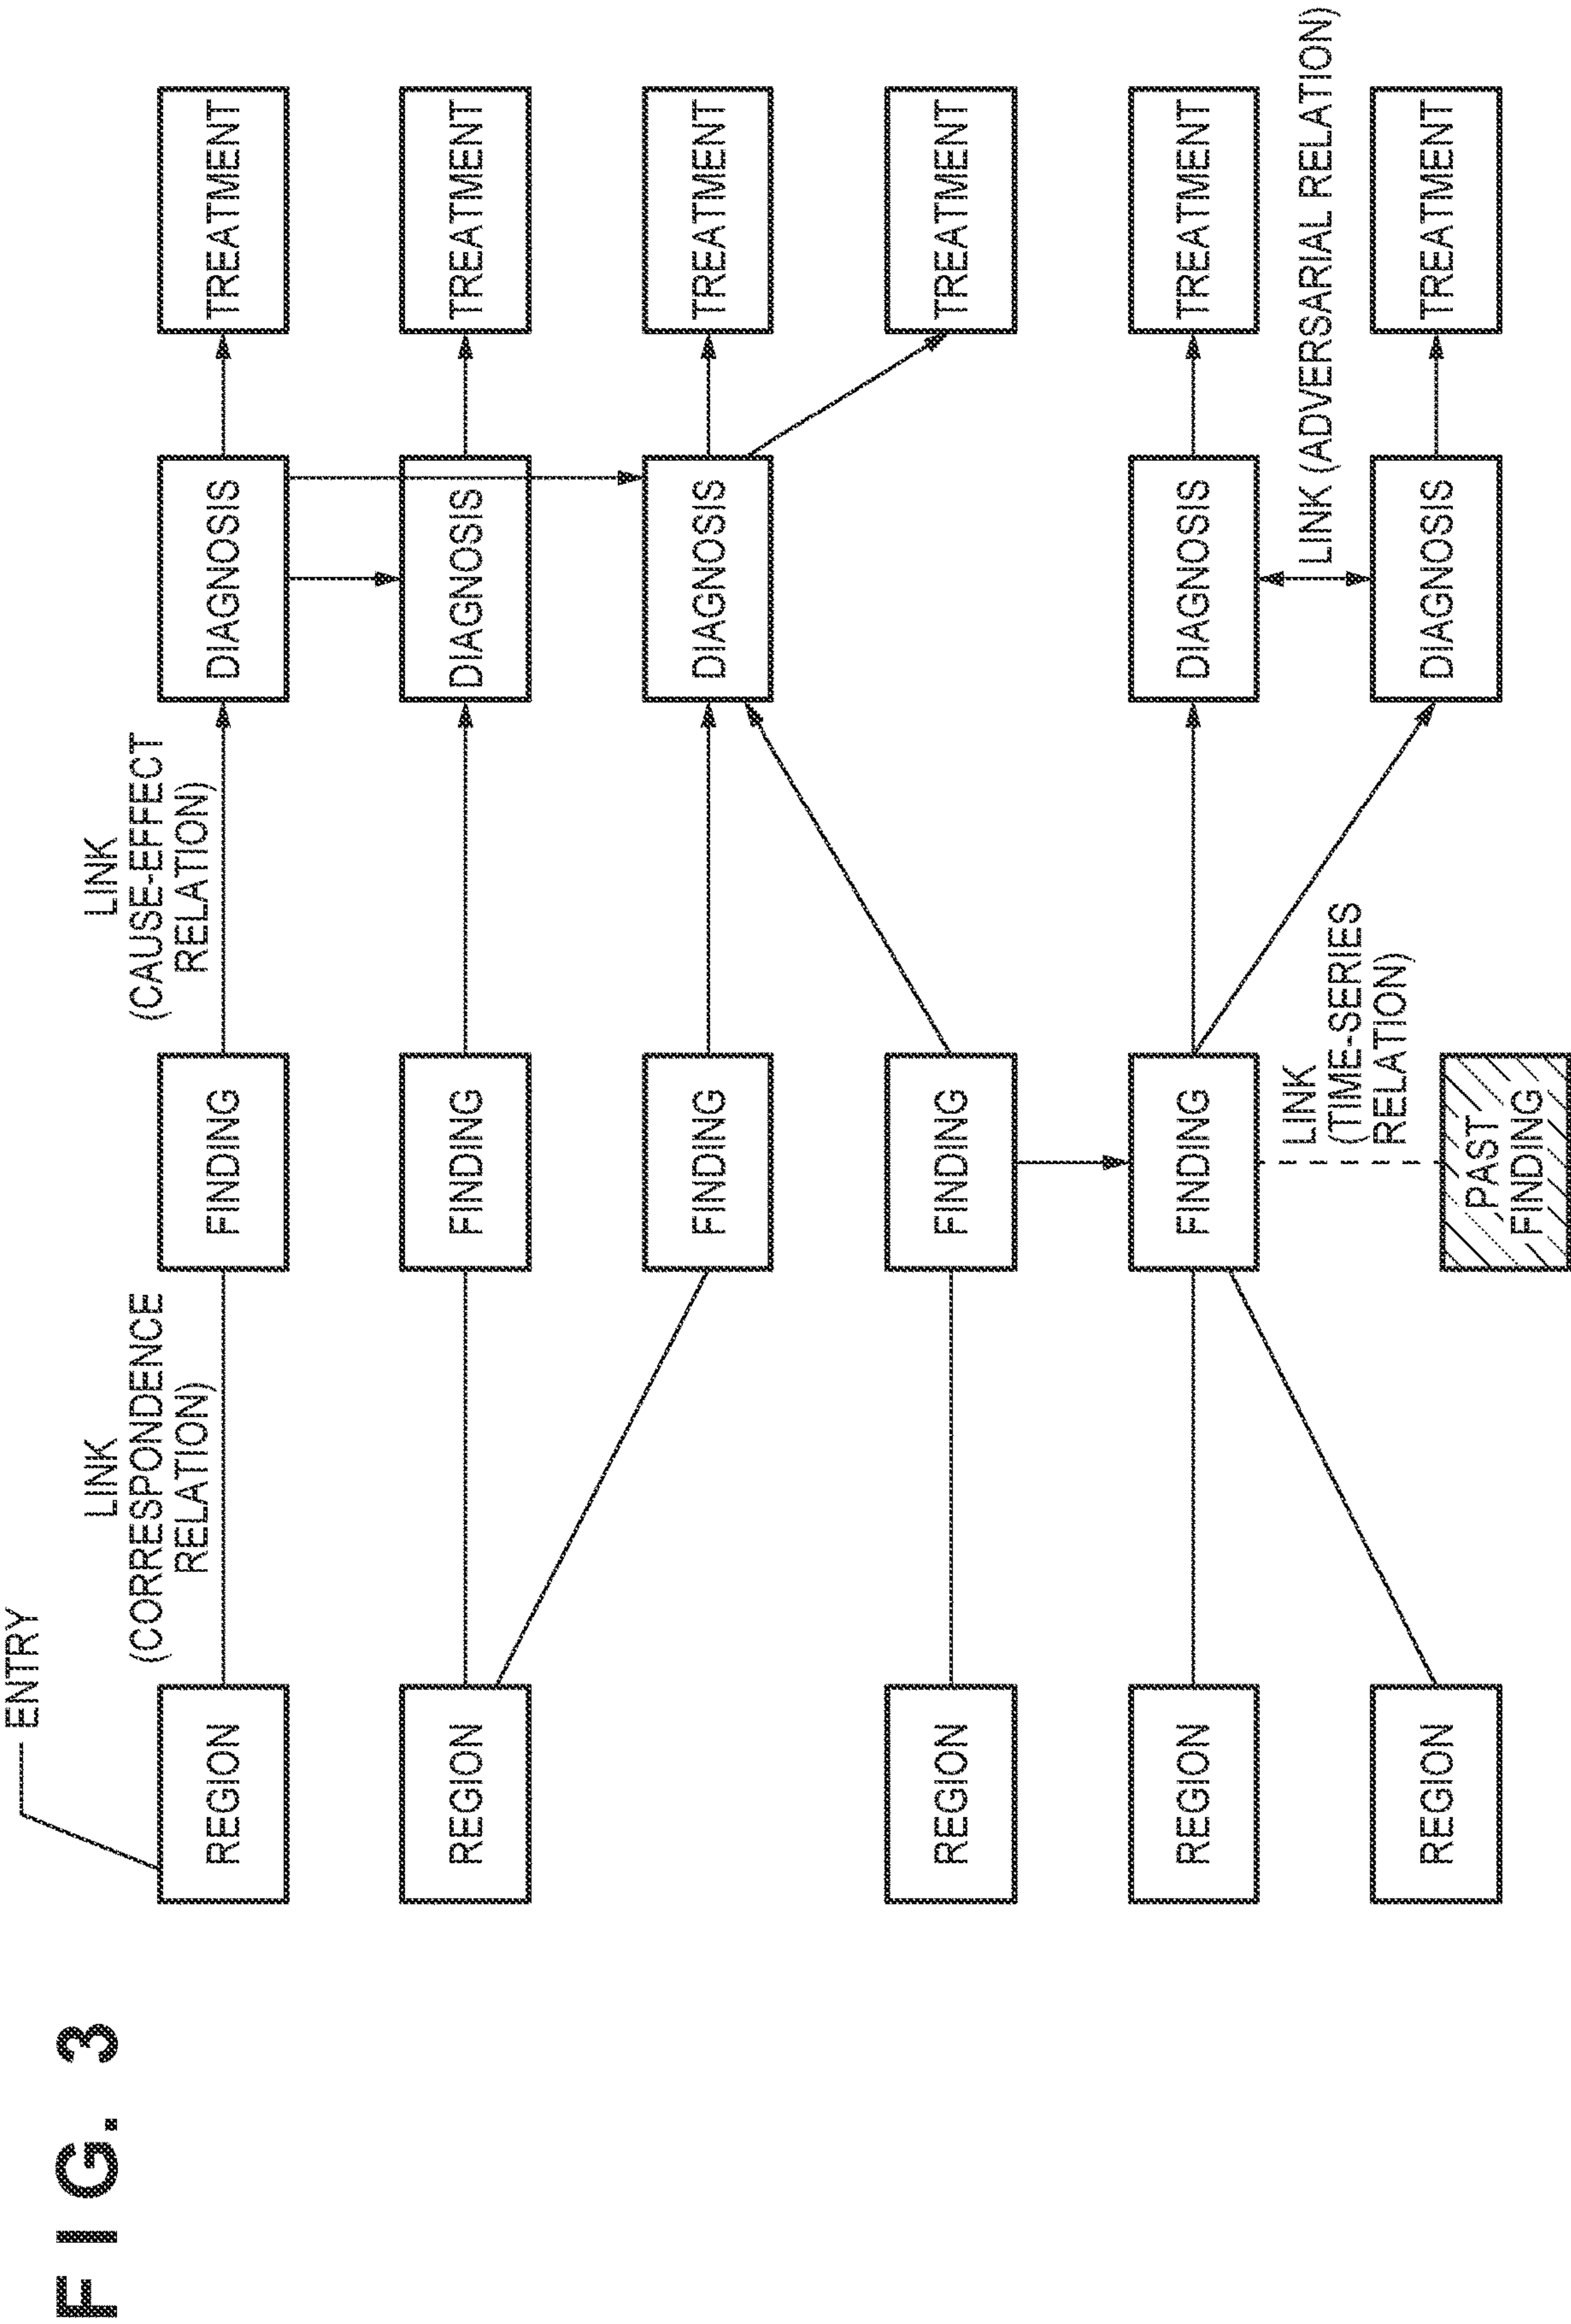 FIG. 3
ENTRY
LINK
(CORRESPONDENCE
RELATION)
LINK
(CAUSE-EFFECT
RELATION)
REGION
FINDING
DIAGNOSIS
TREATMENT
REGION
FINDING
DIAGNOSIS
TREATMENT
FINDING
DIAGNOSIS
TREATMENT
REGION
FINDING
TREATMENT
REGION
FINDING
DIAGNOSIS
TREATMENT
LINK
(TIME-SERIES
RELATION)
LINK (ADVERSARIAL RELATION)
REGION
DIAGNOSIS
TREATMENT
PAST
FINDING